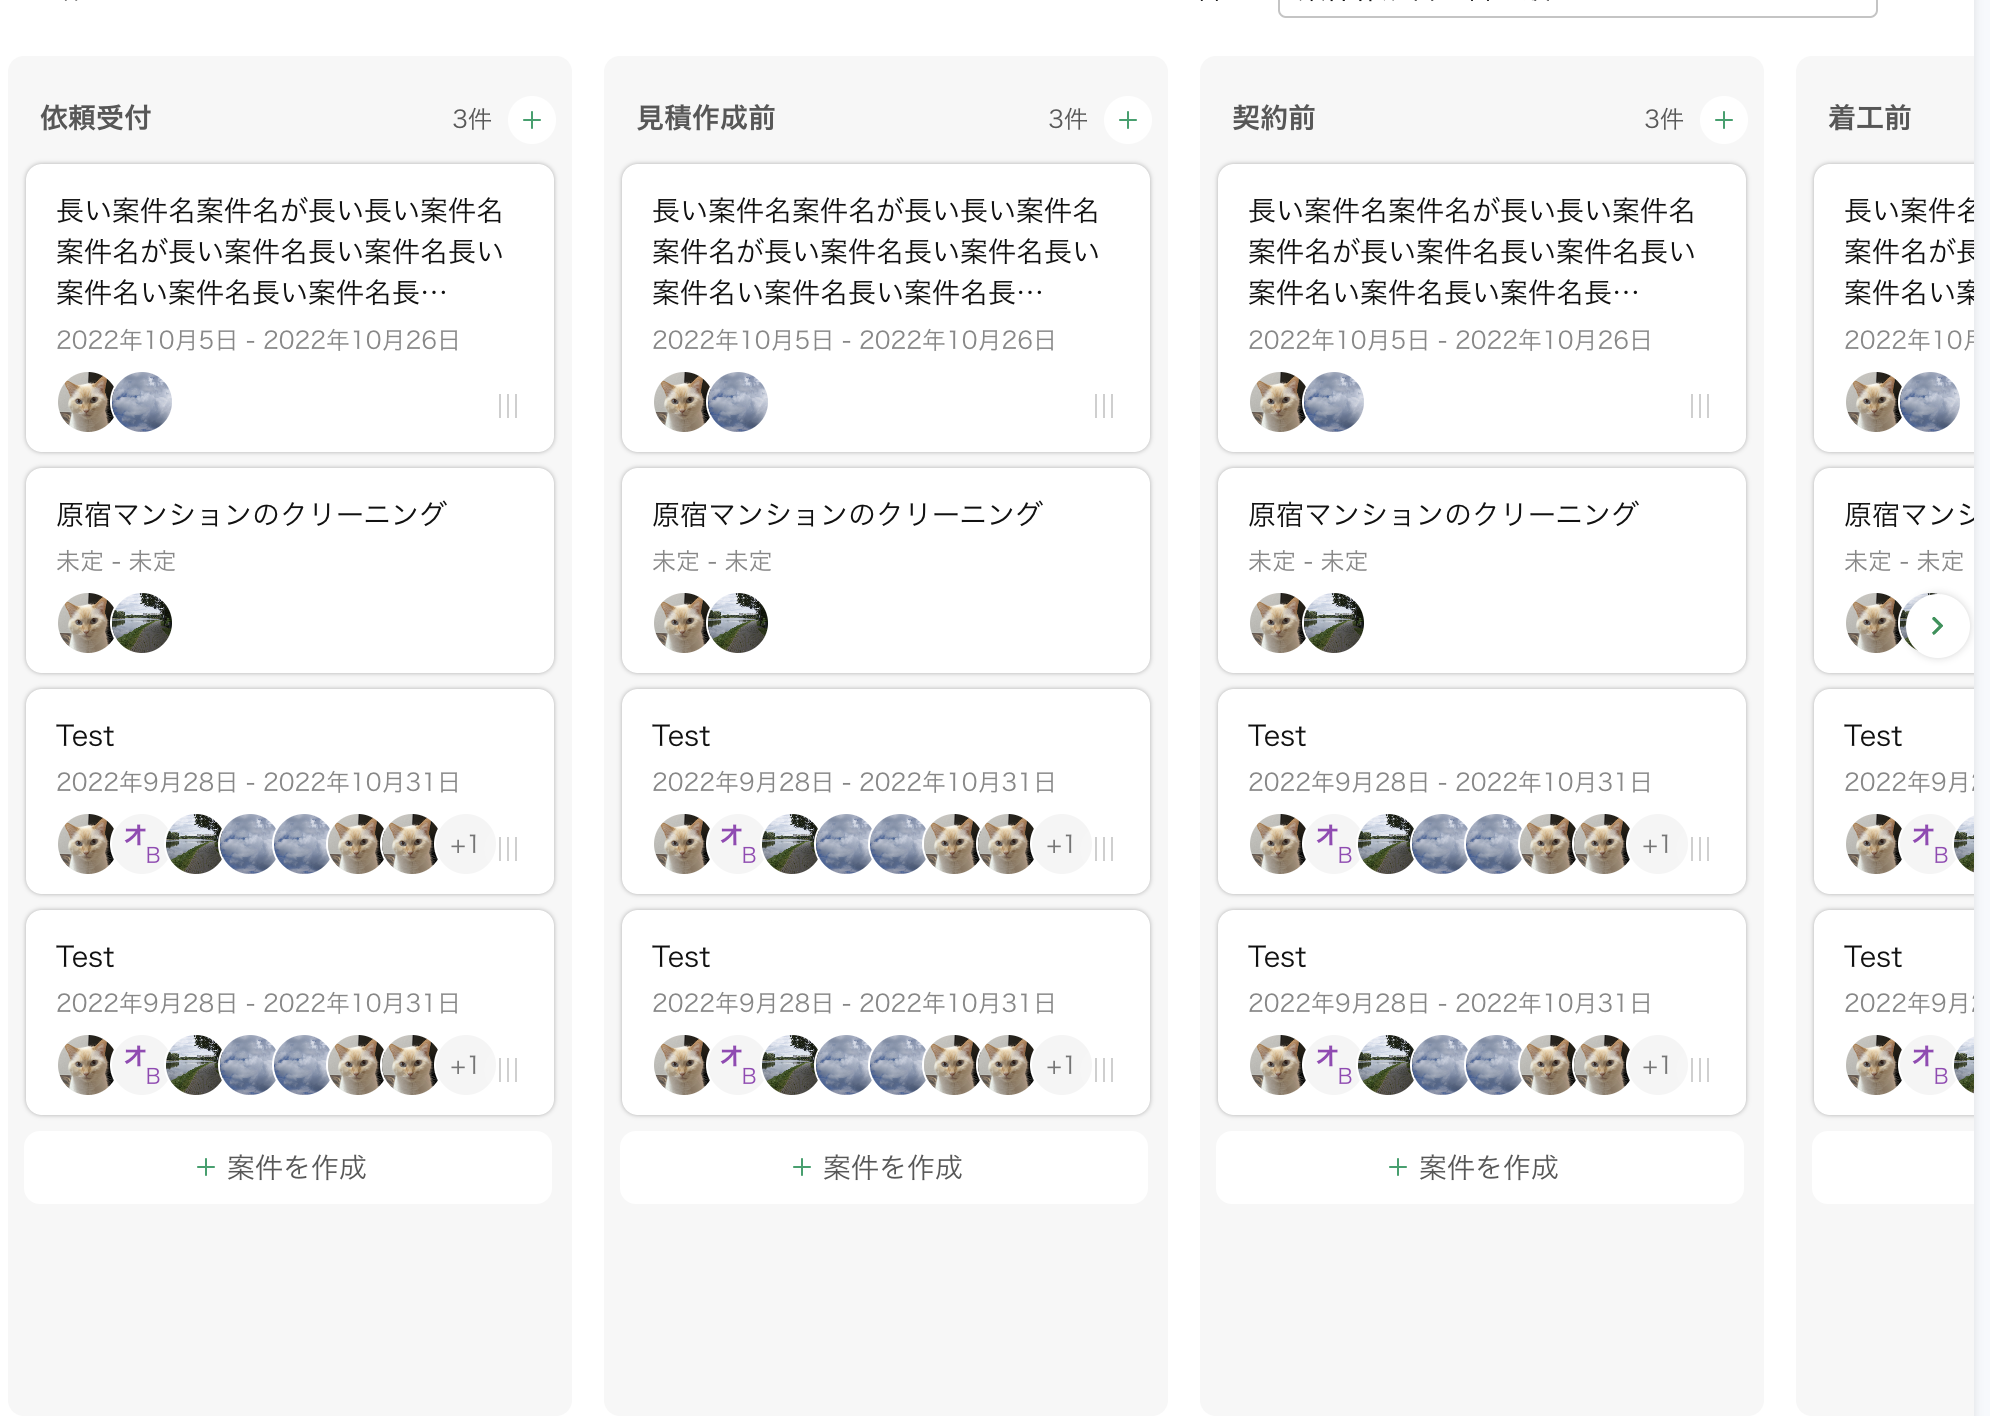 依頼受付
3件
長い案件名案件名が長い長い案件名
案件名が長い案件名長い案件名長い
案件名い案件名長い案件名長…
2022年10月5日 - 2022年10月26日
原宿マンションのクリーニング
未定 - 未定
Test
2022年9月28日 - 2022年10月31日
オB
+1
Test
2022年9月28日 - 2022年10月31日
オB
+1
+ 案件を作成
見積作成前
3件
長い案件名案件名が長い長い案件名
案件名が長い案件名長い案件名長い
案件名い案件名長い案件名長…
2022年10月5日 - 2022年10月26日
原宿マンションのクリーニング
未定 - 未定
Test
2022年9月28日 - 2022年10月31日
オB
+1
Test
2022年9月28日 - 2022年10月31日
オB
+1
+ 案件を作成
契約前
3件
長い案件名案件名が長い長い案件名
案件名が長い案件名長い案件名長い
案件名い案件名長い案件名長…
2022年10月5日 - 2022年10月26日
原宿マンションのクリーニング
未定 - 未定
Test
2022年9月28日 - 2022年10月31日
オB
+1
Test
2022年9月28日 - 2022年10月31日
オB
+1
+ 案件を作成
着工前
長い案件名
案件名が長
案件名い案
2022年10月
原宿マンシ
未定 - 未定
Test
2022年9月2
オB
Test
2022年9月2
オB